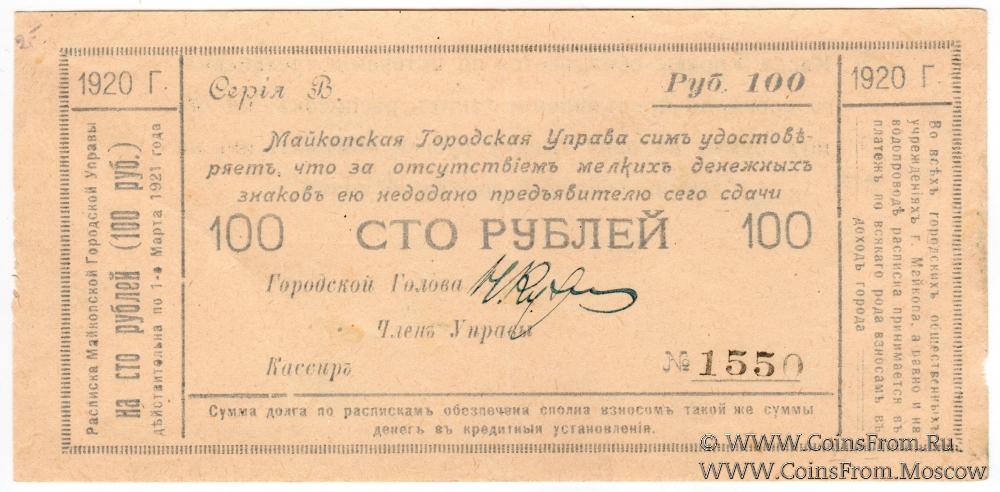 1920 Г.
Серія В.
Руб. 100
1920 Г.
Майкопская Городская Управа симъ удостовѣ-
ряетъ, что за отсутствіемъ мелкихъ денежныхъ
знаковъ ею недодано предъявителю сего сдачи
100 СТО РУБЛЕЙ 100
Городской Голова
Членъ Управы
Кассиръ
№ 1550
Сумма долга по распискамъ обезпечена сполна взносомъ такой же суммы
денегъ въ кредитныя установленія.
Расписка Майкопской Городской Управы
на сто рублей (100 руб.)
дѣйствительна по 1-е Марта 1921 года
Во всѣхъ городскихъ общественныхъ
учрежденіяхъ г. Майкопа, а равно и на
водопроводѣ расписка принимается въ
платежъ по всякаго рода взносамъ въ
доходъ города
© WWW.CoinsFrom.Ru
WWW.CoinsFrom.Moscow